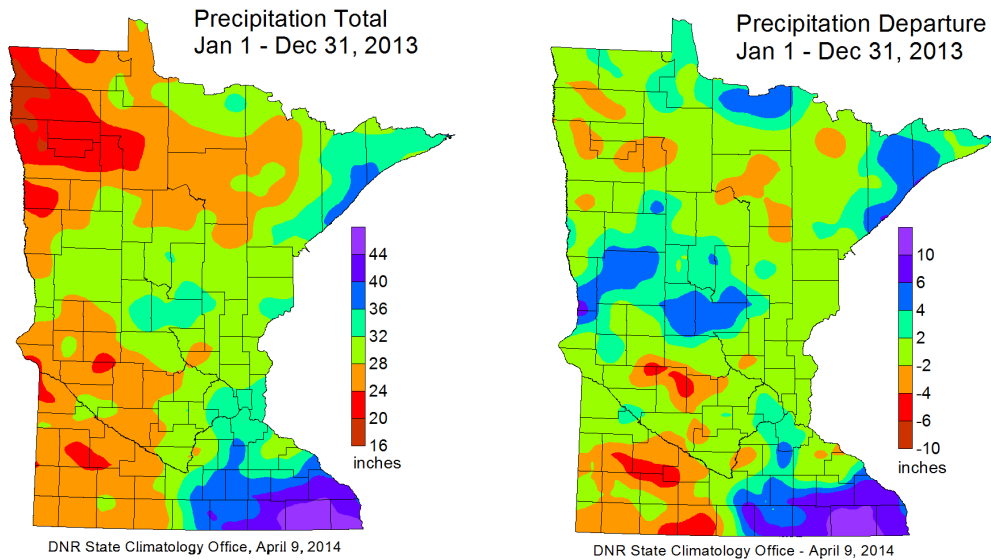 Precipitation Total
Jan 1 - Dec 31, 2013
44
40
36
32
28
24
20
16
inches
DNR State Climatology Office, April 9, 2014
Precipitation Departure
Jan 1 - Dec 31, 2013
10
6
4
2
-2
-4
-6
-10
inches
DNR State Climatology Office - April 9, 2014